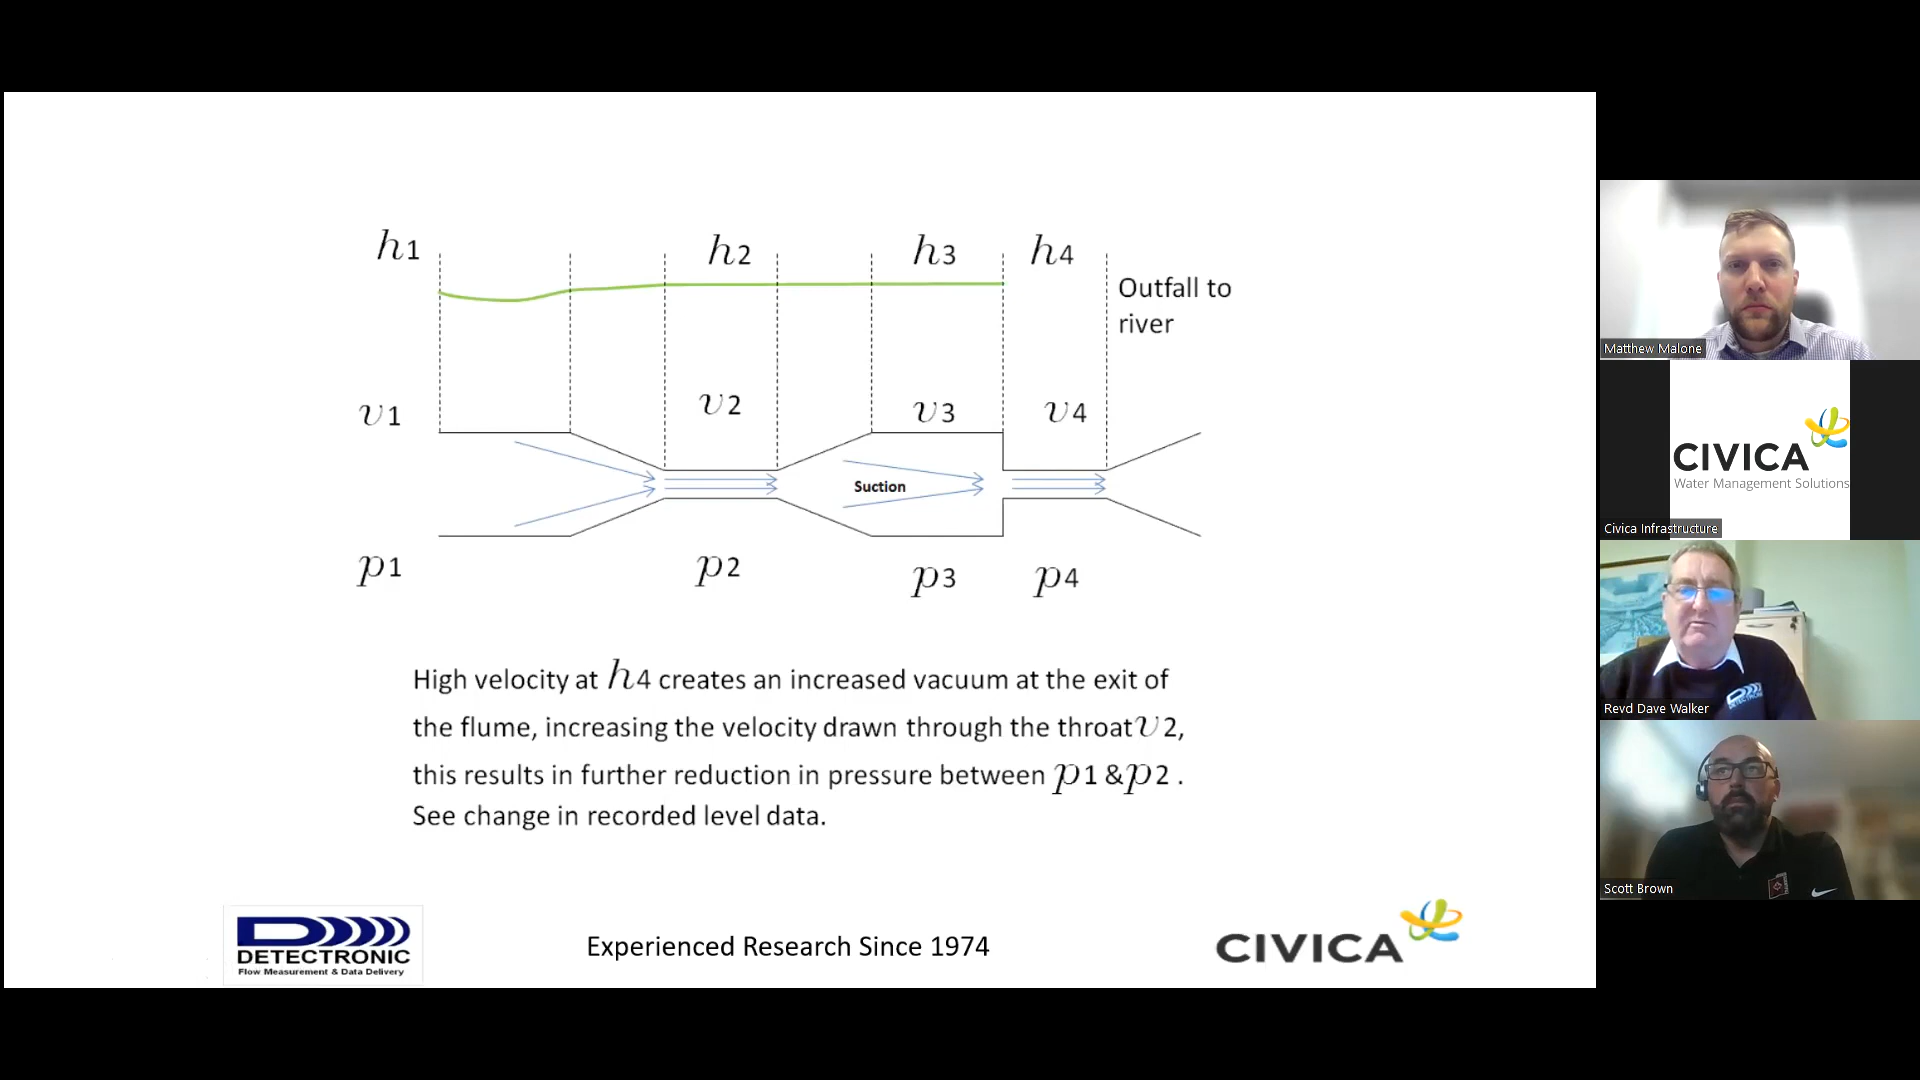 h1
h2
h3
h4
Outfall to
river
v1
v2
v3
v4
Suction
p1
p2
p3
p4
High velocity at h4 creates an increased vacuum at the exit of
the flume, increasing the velocity drawn through the throat v2,
this results in further reduction in pressure between p1 & p2 .
See change in recorded level data.
DETECTRONIC
Flow Measurement & Data Delivery
Experienced Research Since 1974
CIVICA
Matthew Malone
CIVICA
Water Management Solutions
Civica Infrastructure
DETECTRONIC
Revd Dave Walker
Scott Brown